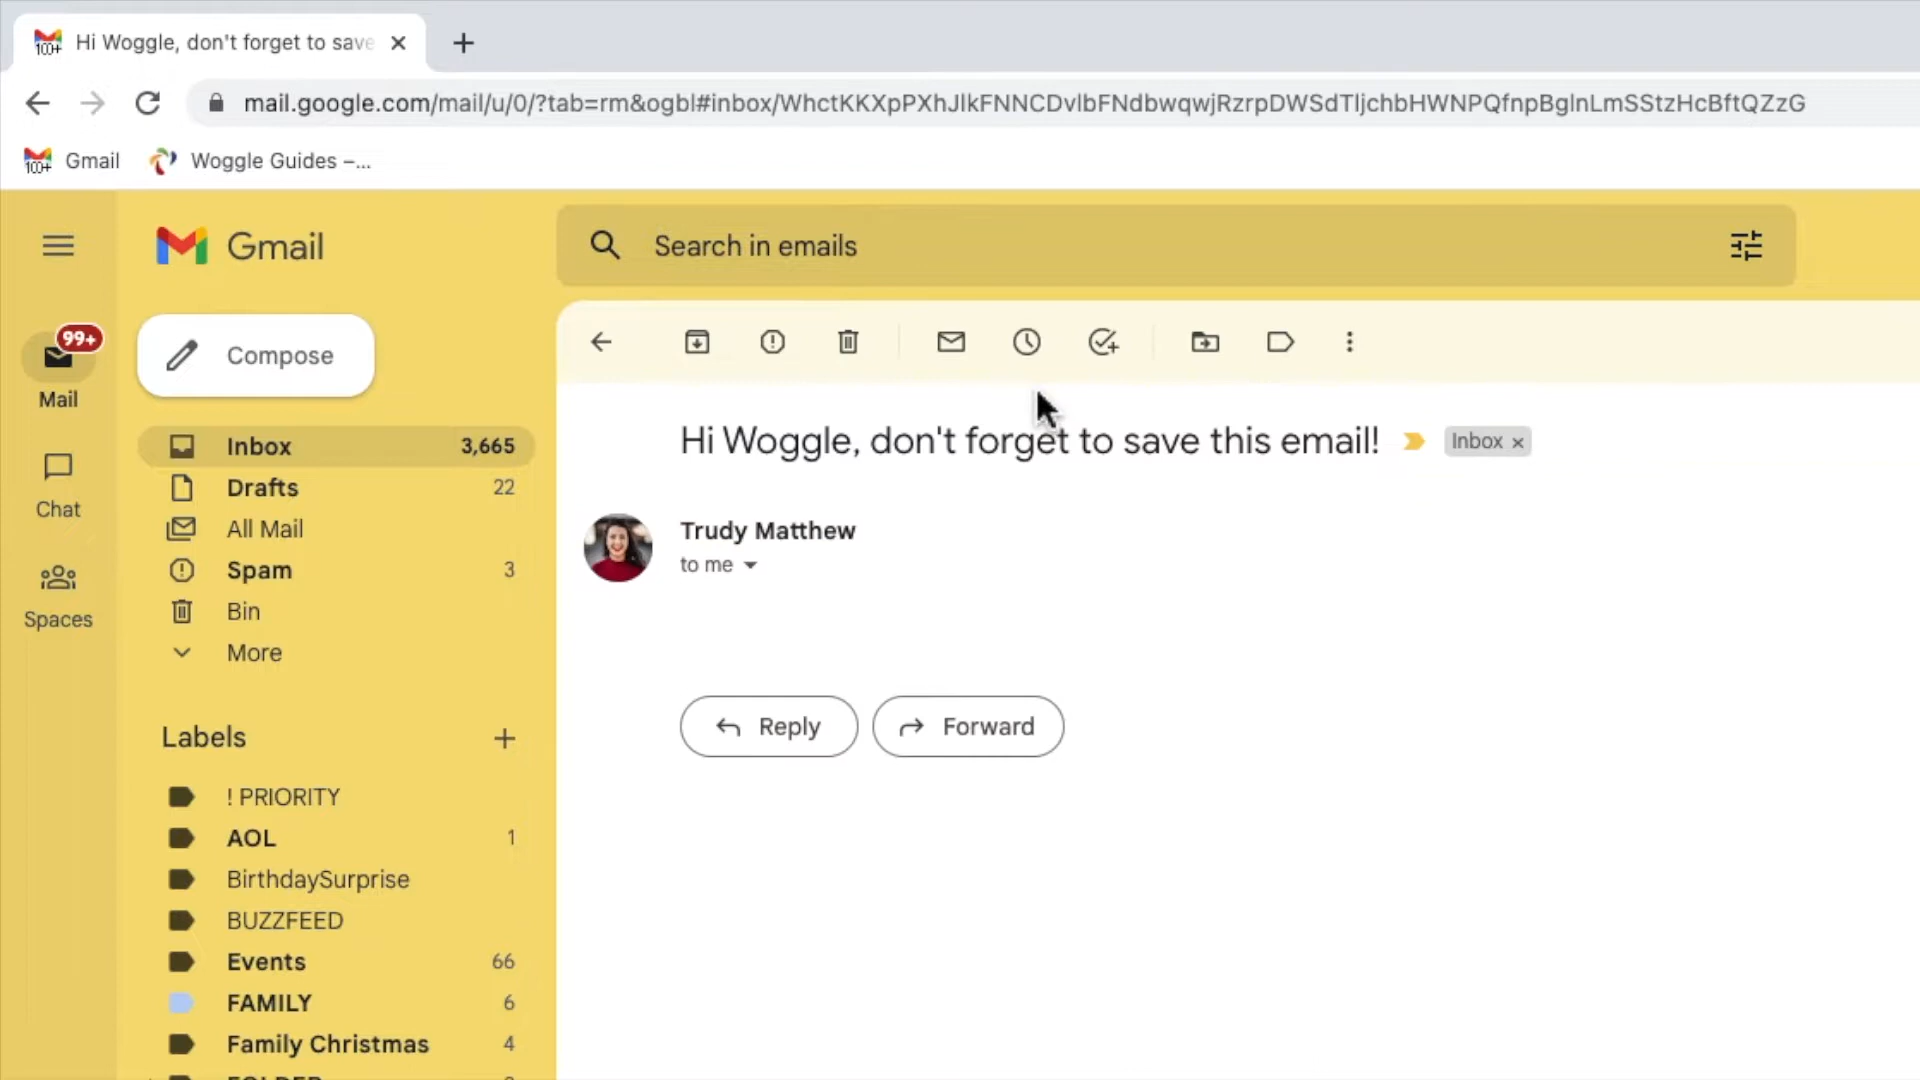 Hi Woggle, don't forget to save
mail.google.com/mail/u/0/?tab=rm&ogbl#inbox/WhctKKXpPXhJlkFNNCDvlbFNdbwqwjRzrpDWSdTljchbHWNPQfnpBglnLmSStzHcBftQZzG
100+ Gmail
Woggle Guides –...
Gmail
Search in emails
99+
Mail
Chat
Spaces
Compose
Inbox 3,665
Drafts 22
All Mail
Spam 3
Bin
More
Labels
! PRIORITY
AOL 1
BirthdaySurprise
BUZZFEED
Events 66
FAMILY 6
Family Christmas 4
Hi Woggle, don't forget to save this email! Inbox ×
Trudy Matthew
to me
Reply Forward